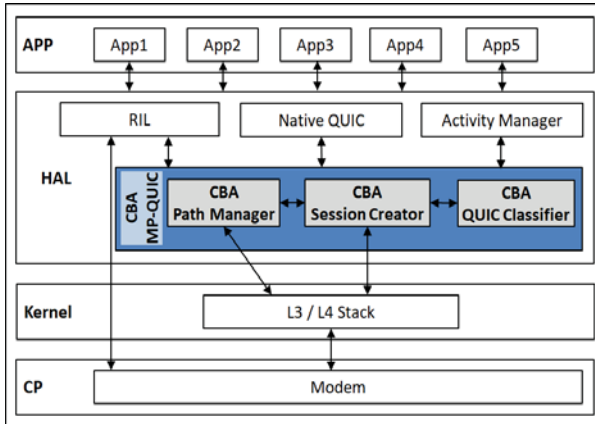 APP
App1
App2
App3
App4
App5
HAL
RIL
Native QUIC
Activity Manager
CBA
MP-QUIC
CBA
Path Manager
CBA
Session Creator
CBA
QUIC Classifier
Kernel
L3 / L4 Stack
CP
Modem